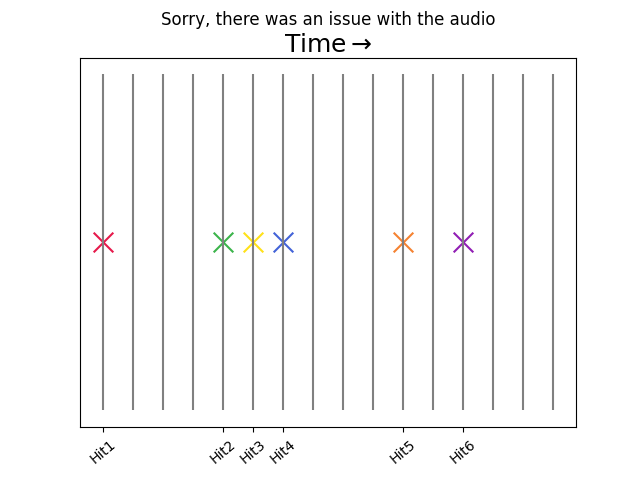 Sorry, there was an issue with the audio
Time→
Hit1
Hit2
Hit3
Hit4
Hit5
Hit6